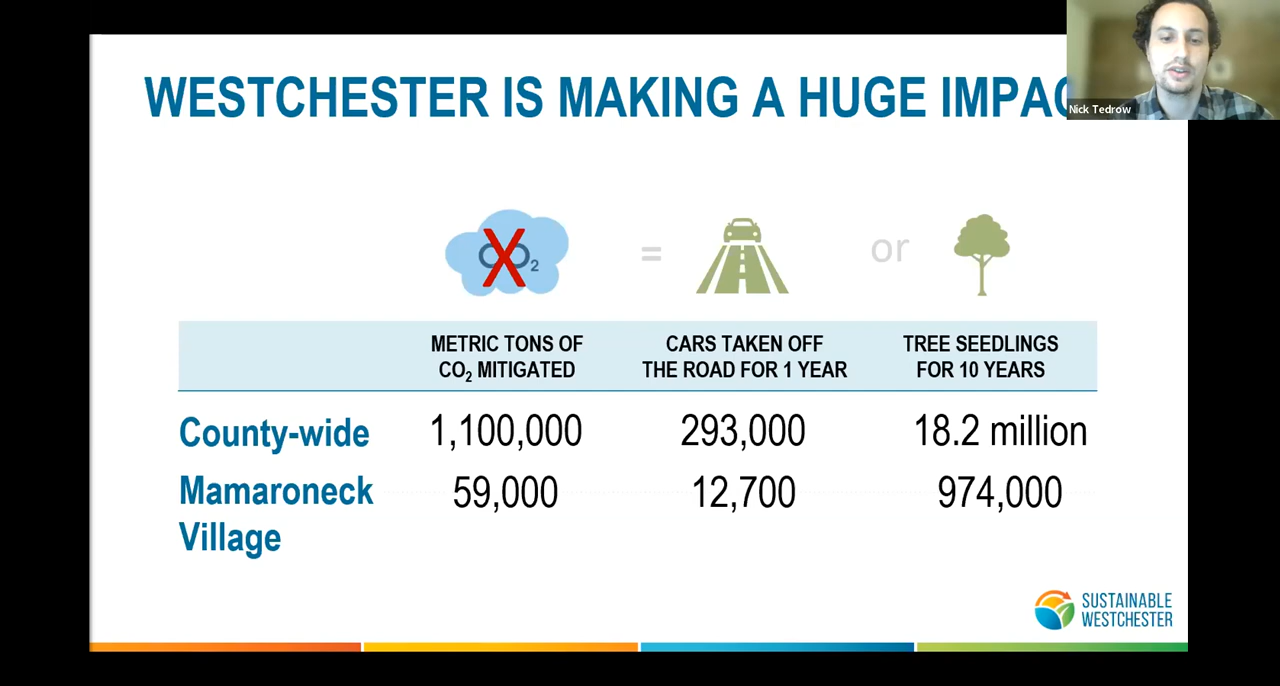 WESTCHESTER IS MAKING A HUGE IMPAC
Nick Tedrow
CO2
=
or
METRIC TONS OF
CO2 MITIGATED
CARS TAKEN OFF
THE ROAD FOR 1 YEAR
TREE SEEDLINGS
FOR 10 YEARS
County-wide
1,100,000
293,000
18.2 million
Mamaroneck
Village
59,000
12,700
974,000
SUSTAINABLE
WESTCHESTER